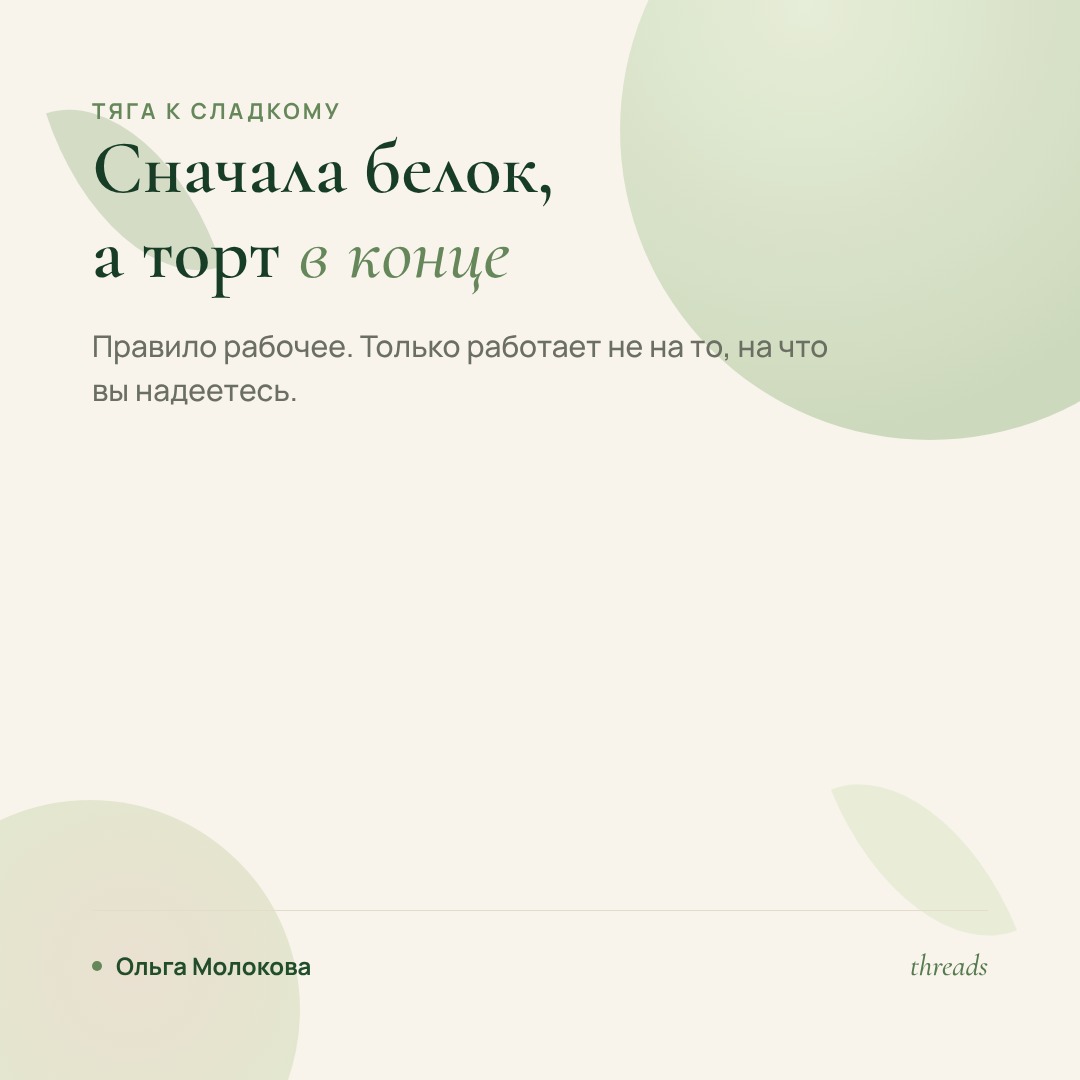 ТЯГА К СЛАДКОМУ
Сначала белок,
а торт в конце
Правило рабочее. Только работает не на то, на что
вы надеетесь.
Ольга Молокова
threads